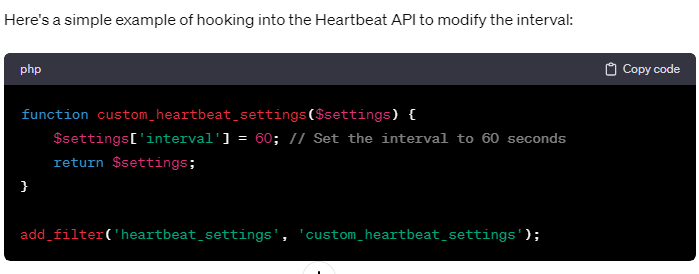 Here's a simple example of hooking into the Heartbeat API to modify the interval:
php
Copy code
function custom_heartbeat_settings($settings) {
    $settings['interval'] = 60; // Set the interval to 60 seconds
    return $settings;
}
add_filter('heartbeat_settings', 'custom_heartbeat_settings');